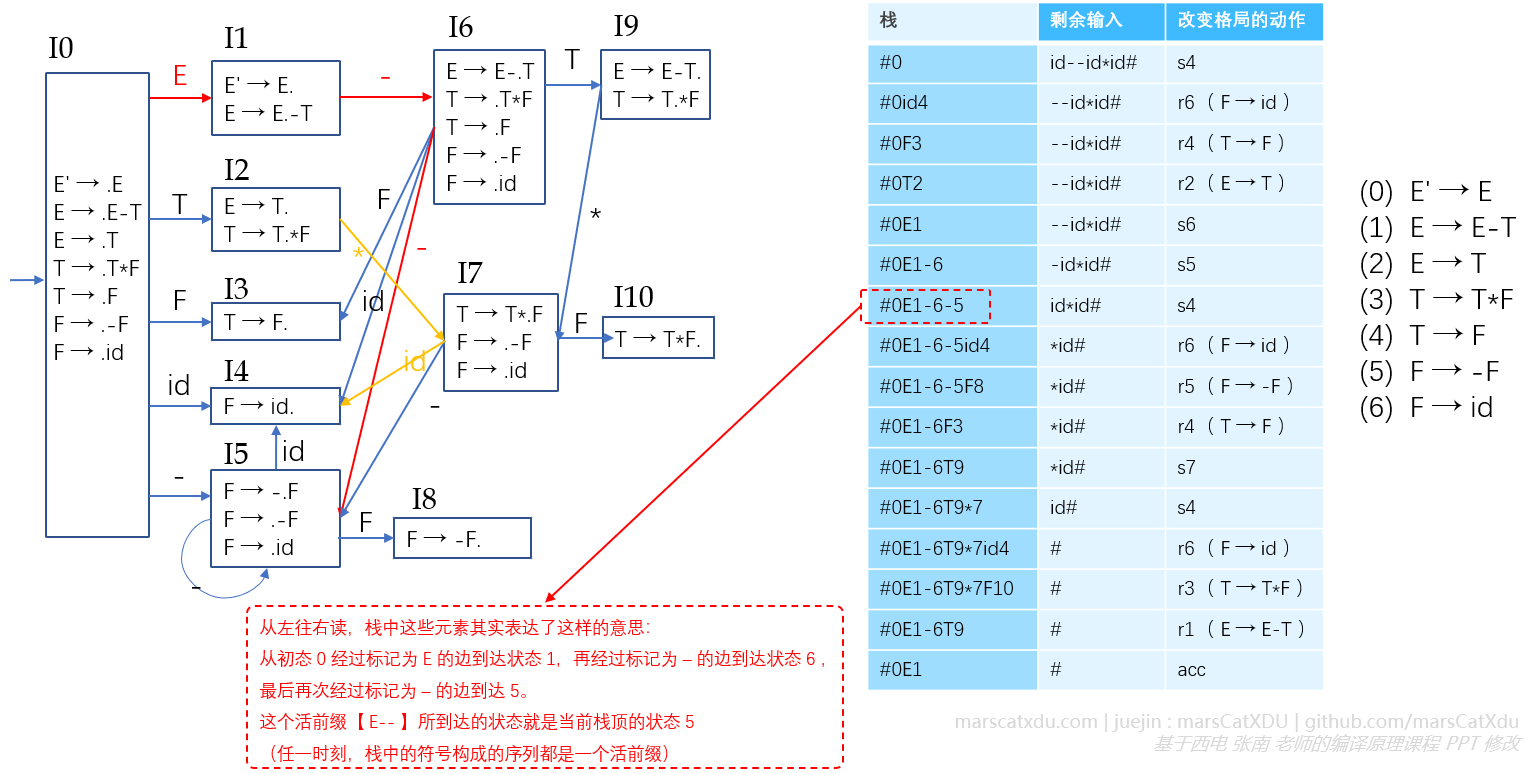 I0
E' → .E
E → .E-T
E → .T
T → .T*F
T → .F
F → .-F
F → .id
E
T
F
id
-
I1
E' → E.
E → E.-T
-
I2
E → T.
T → T.*F
*
I3
T → F.
I4
F → id.
id
I5
F → -.F
F → .-F
F → .id
-
F
I8
F → -F.
I6
E → E-.T
T → .T*F
T → .F
F → .-F
F → .id
T
F
-
id
I9
E → E-T.
T → T.*F
*
I7
T → T*.F
F → .-F
F → .id
id
-
F
I10
T → T*F.
从左往右读，栈中这些元素其实表达了这样的意思：
从初态 0 经过标记为 E 的边到达状态 1，再经过标记为 – 的边到达状态 6 ，
最后再次经过标记为 – 的边到达 5。
这个活前缀【 E-- 】所到达的状态就是当前栈顶的状态 5
（任一时刻，栈中的符号构成的序列都是一个活前缀）
栈 剩余输入 改变格局的动作
#0 id--id*id# s4
#0id4 --id*id# r6（ F → id ）
#0F3 --id*id# r4（ T → F ）
#0T2 --id*id# r2（ E → T ）
#0E1 --id*id# s6
#0E1-6 -id*id# s5
#0E1-6-5 id*id# s4
#0E1-6-5id4 *id# r6（ F → id ）
#0E1-6-5F8 *id# r5（ F → -F ）
#0E1-6F3 *id# r4（ T → F ）
#0E1-6T9 *id# s7
#0E1-6T9*7 id# s4
#0E1-6T9*7id4 # r6（ F → id ）
#0E1-6T9*7F10 # r3（ T → T*F ）
#0E1-6T9 # r1（ E → E-T ）
#0E1 # acc
(0) E' → E
(1) E → E-T
(2) E → T
(3) T → T*F
(4) T → F
(5) F → -F
(6) F → id
marscatxdu.com | juejin : marsCatXDU | github.com/marsCatXdu
基于西电 张南 老师的编译原理课程 PPT 修改